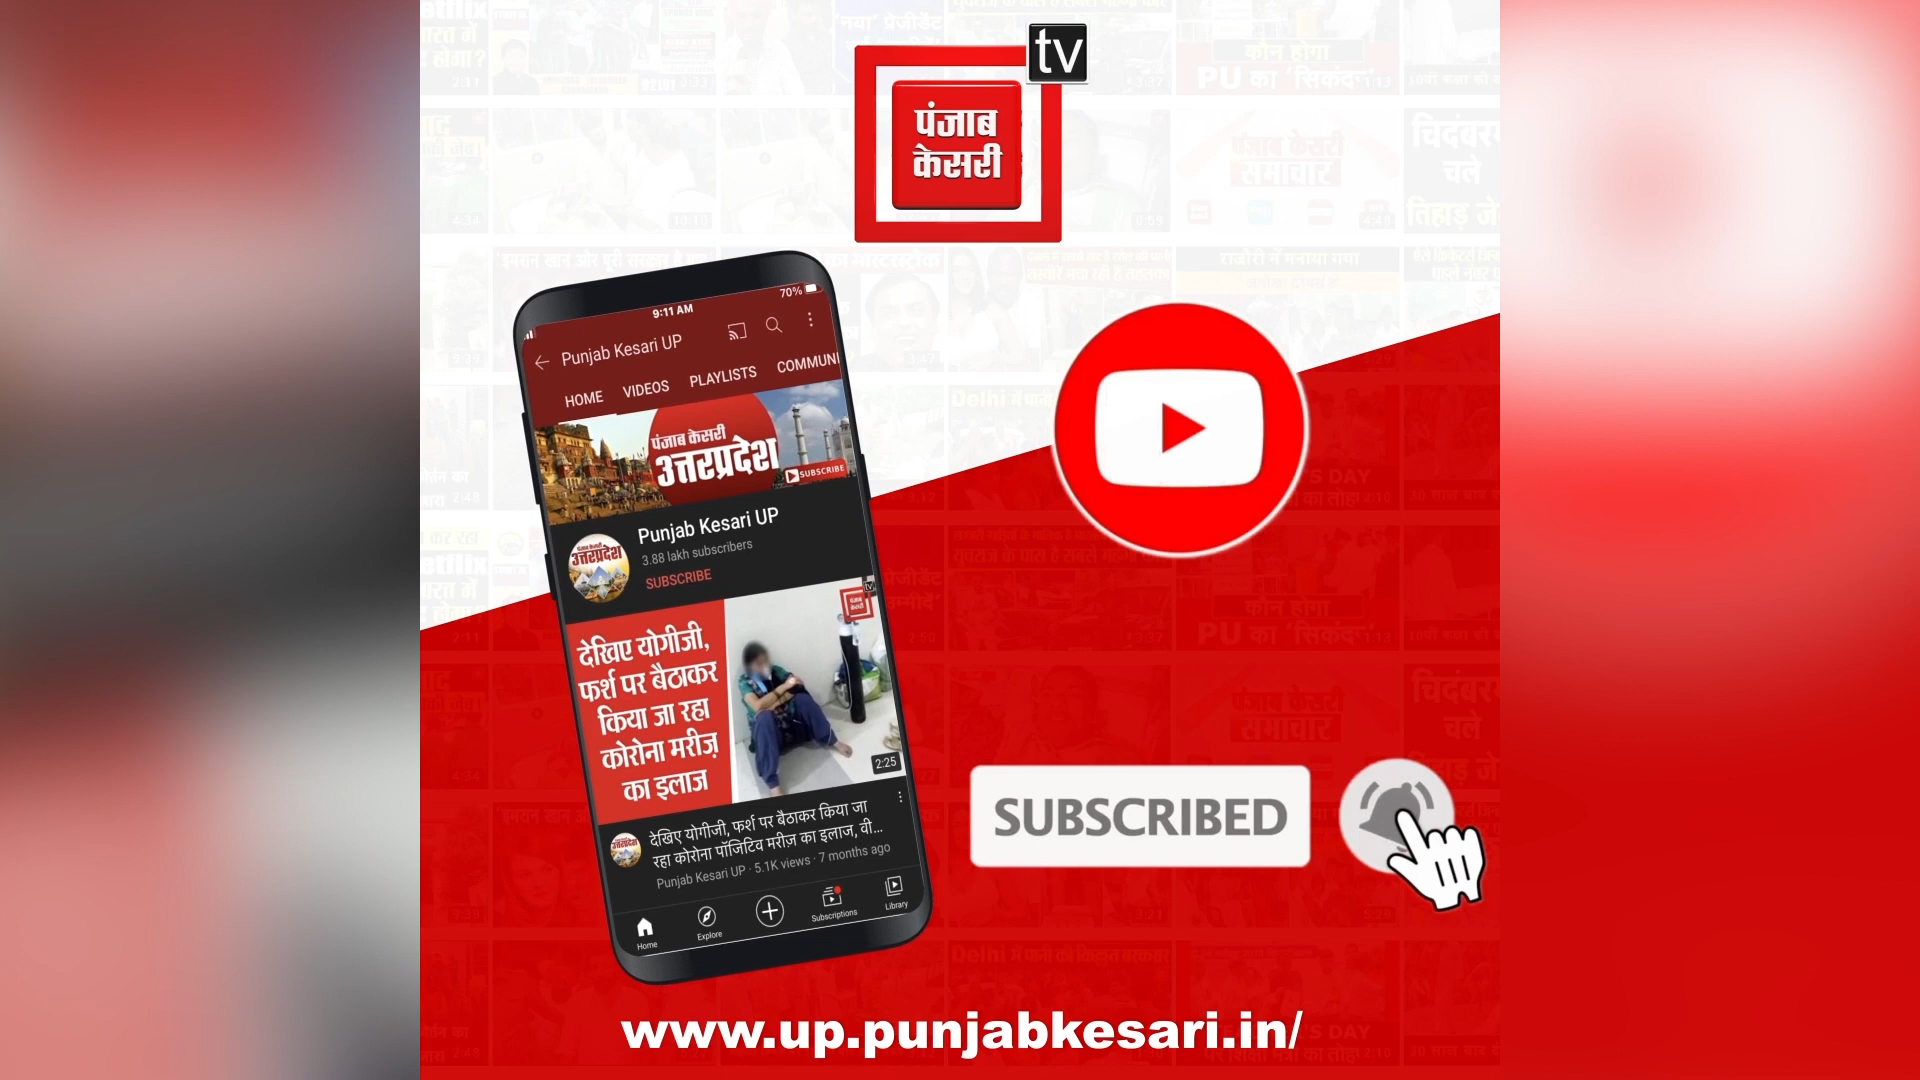 tv
पंजाब
केसरी
9:11 AM
70%
Punjab Kesari UP
HOME VIDEOS PLAYLISTS COMMUNI
पंजाब केसरी
उत्तरप्रदेश
SUBSCRIBE
Punjab Kesari UP
3.88 lakh subscribers
SUBSCRIBE
देखिए योगीजी,
फर्श पर बैठाकर
किया जा रहा
कोरोना मरीज़
का इलाज
2:25
देखिए योगीजी, फर्श पर बैठाकर किया जा
रहा कोरोना पॉजिटिव मरीज़ का इलाज, वी...
Punjab Kesari UP · 5.1K views · 7 months ago
Home Explore Subscriptions Library
SUBSCRIBED
www.up.punjabkesari.in/